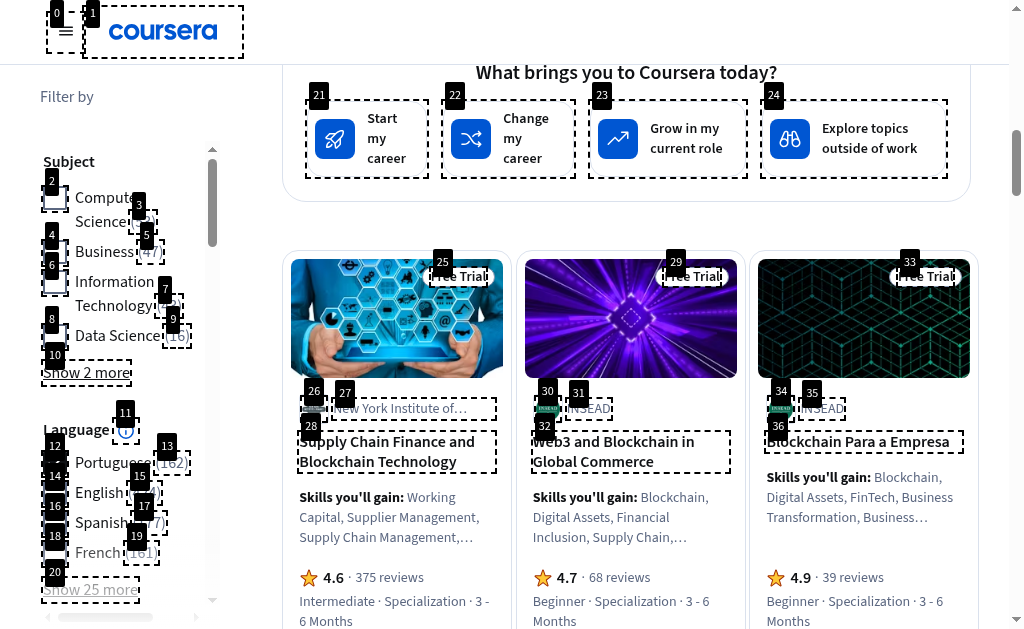 coursera
Filter by
Subject
Computer
Science
Business (47)
Information
Technology
Data Science (16)
Show 2 more
Language
Portuguese (162)
English
Spanish
French (161)
Show 25 more
What brings you to Coursera today?
Start
my
career
Change
my
career
Grow in my
current role
Explore topics
outside of work
Free Trial
New York Institute of…
Supply Chain Finance and
Blockchain Technology
Skills you'll gain: Working
Capital, Supplier Management,
Supply Chain Management,…
4.6 · 375 reviews
Intermediate · Specialization · 3 -
6 Months
Free Trial
INSEAD
INSEAD
Web3 and Blockchain in
Global Commerce
Skills you'll gain: Blockchain,
Digital Assets, Financial
Inclusion, Supply Chain,…
4.7 · 68 reviews
Beginner · Specialization · 3 - 6
Months
Free Trial
INSEAD
INSEAD
Blockchain Para a Empresa
Skills you'll gain: Blockchain,
Digital Assets, FinTech, Business
Transformation, Business…
4.9 · 39 reviews
Beginner · Specialization · 3 - 6
Months
0
1
2
3
4
5
6
7
8
9
10
11
12
13
14
15
16
17
18
19
20
21
22
23
24
25
26
27
28
29
30
31
32
33
34
35
36